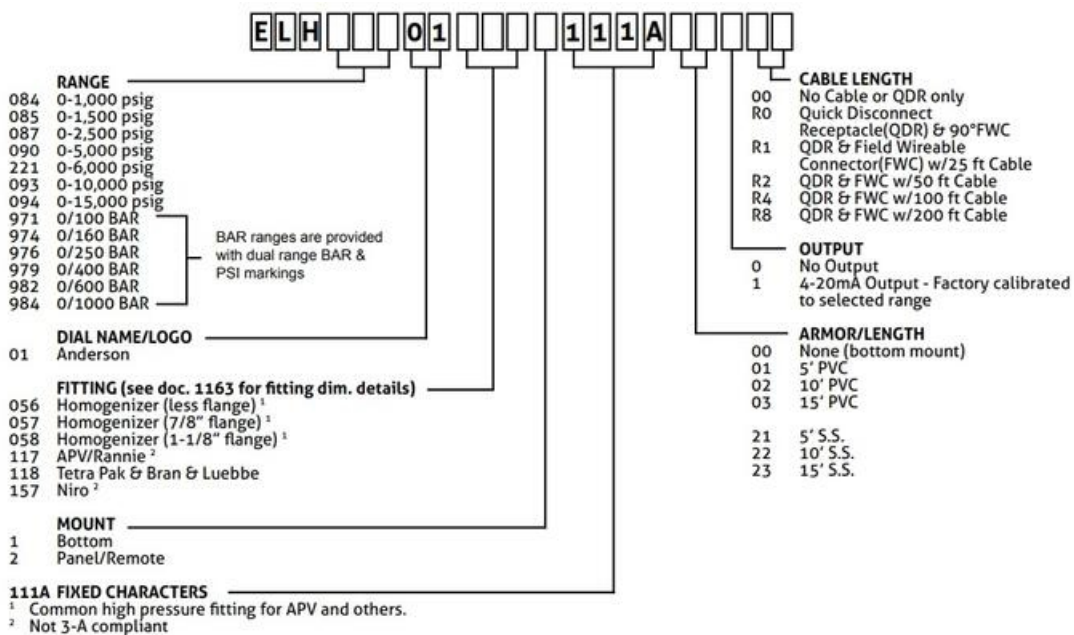 ELH 01 111A
RANGE
084 0-1,000 psig
085 0-1,500 psig
087 0-2,500 psig
090 0-5,000 psig
221 0-6,000 psig
093 0-10,000 psig
094 0-15,000 psig
971 0/100 BAR
974 0/160 BAR
976 0/250 BAR
979 0/400 BAR
982 0/600 BAR
984 0/1000 BAR
BAR ranges are provided
with dual range BAR &
PSI markings
DIAL NAME/LOGO
01 Anderson
FITTING (see doc. 1163 for fitting dim. details)
056 Homogenizer (less flange) ¹
057 Homogenizer (7/8” flange) ¹
058 Homogenizer (1-1/8” flange) ¹
117 APV/Rannie ²
118 Tetra Pak & Bran & Luebbe
157 Niro ²
MOUNT
1 Bottom
2 Panel/Remote
111A FIXED CHARACTERS
¹ Common high pressure fitting for APV and others.
² Not 3-A compliant
CABLE LENGTH
00 No Cable or QDR only
R0 Quick Disconnect
Receptacle(QDR) & 90°FWC
R1 QDR & Field Wireable
Connector(FWC) w/25 ft Cable
R2 QDR & FWC w/50 ft Cable
R4 QDR & FWC w/100 ft Cable
R8 QDR & FWC w/200 ft Cable
OUTPUT
0 No Output
1 4-20mA Output - Factory calibrated
to selected range
ARMOR/LENGTH
00 None (bottom mount)
01 5’ PVC
02 10’ PVC
03 15’ PVC
21 5’ S.S.
22 10’ S.S.
23 15’ S.S.